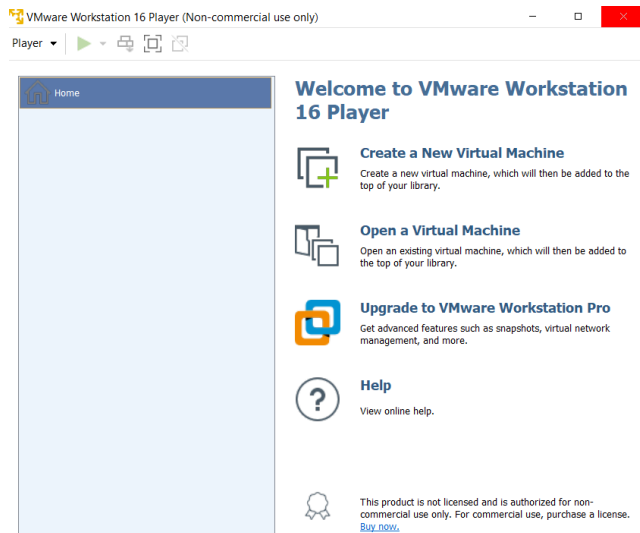 VMware Workstation 16 Player (Non-commercial use only)
Player
Home
Welcome to VMware Workstation
16 Player
Create a New Virtual Machine
Create a new virtual machine, which will then be added to the
top of your library.
Open a Virtual Machine
Open an existing virtual machine, which will then be added to
the top of your library.
Upgrade to VMware Workstation Pro
Get advanced features such as snapshots, virtual network
management, and more.
Help
View online help.
This product is not licensed and is authorized for non-
commercial use only. For commercial use, purchase a license.
Buy now.